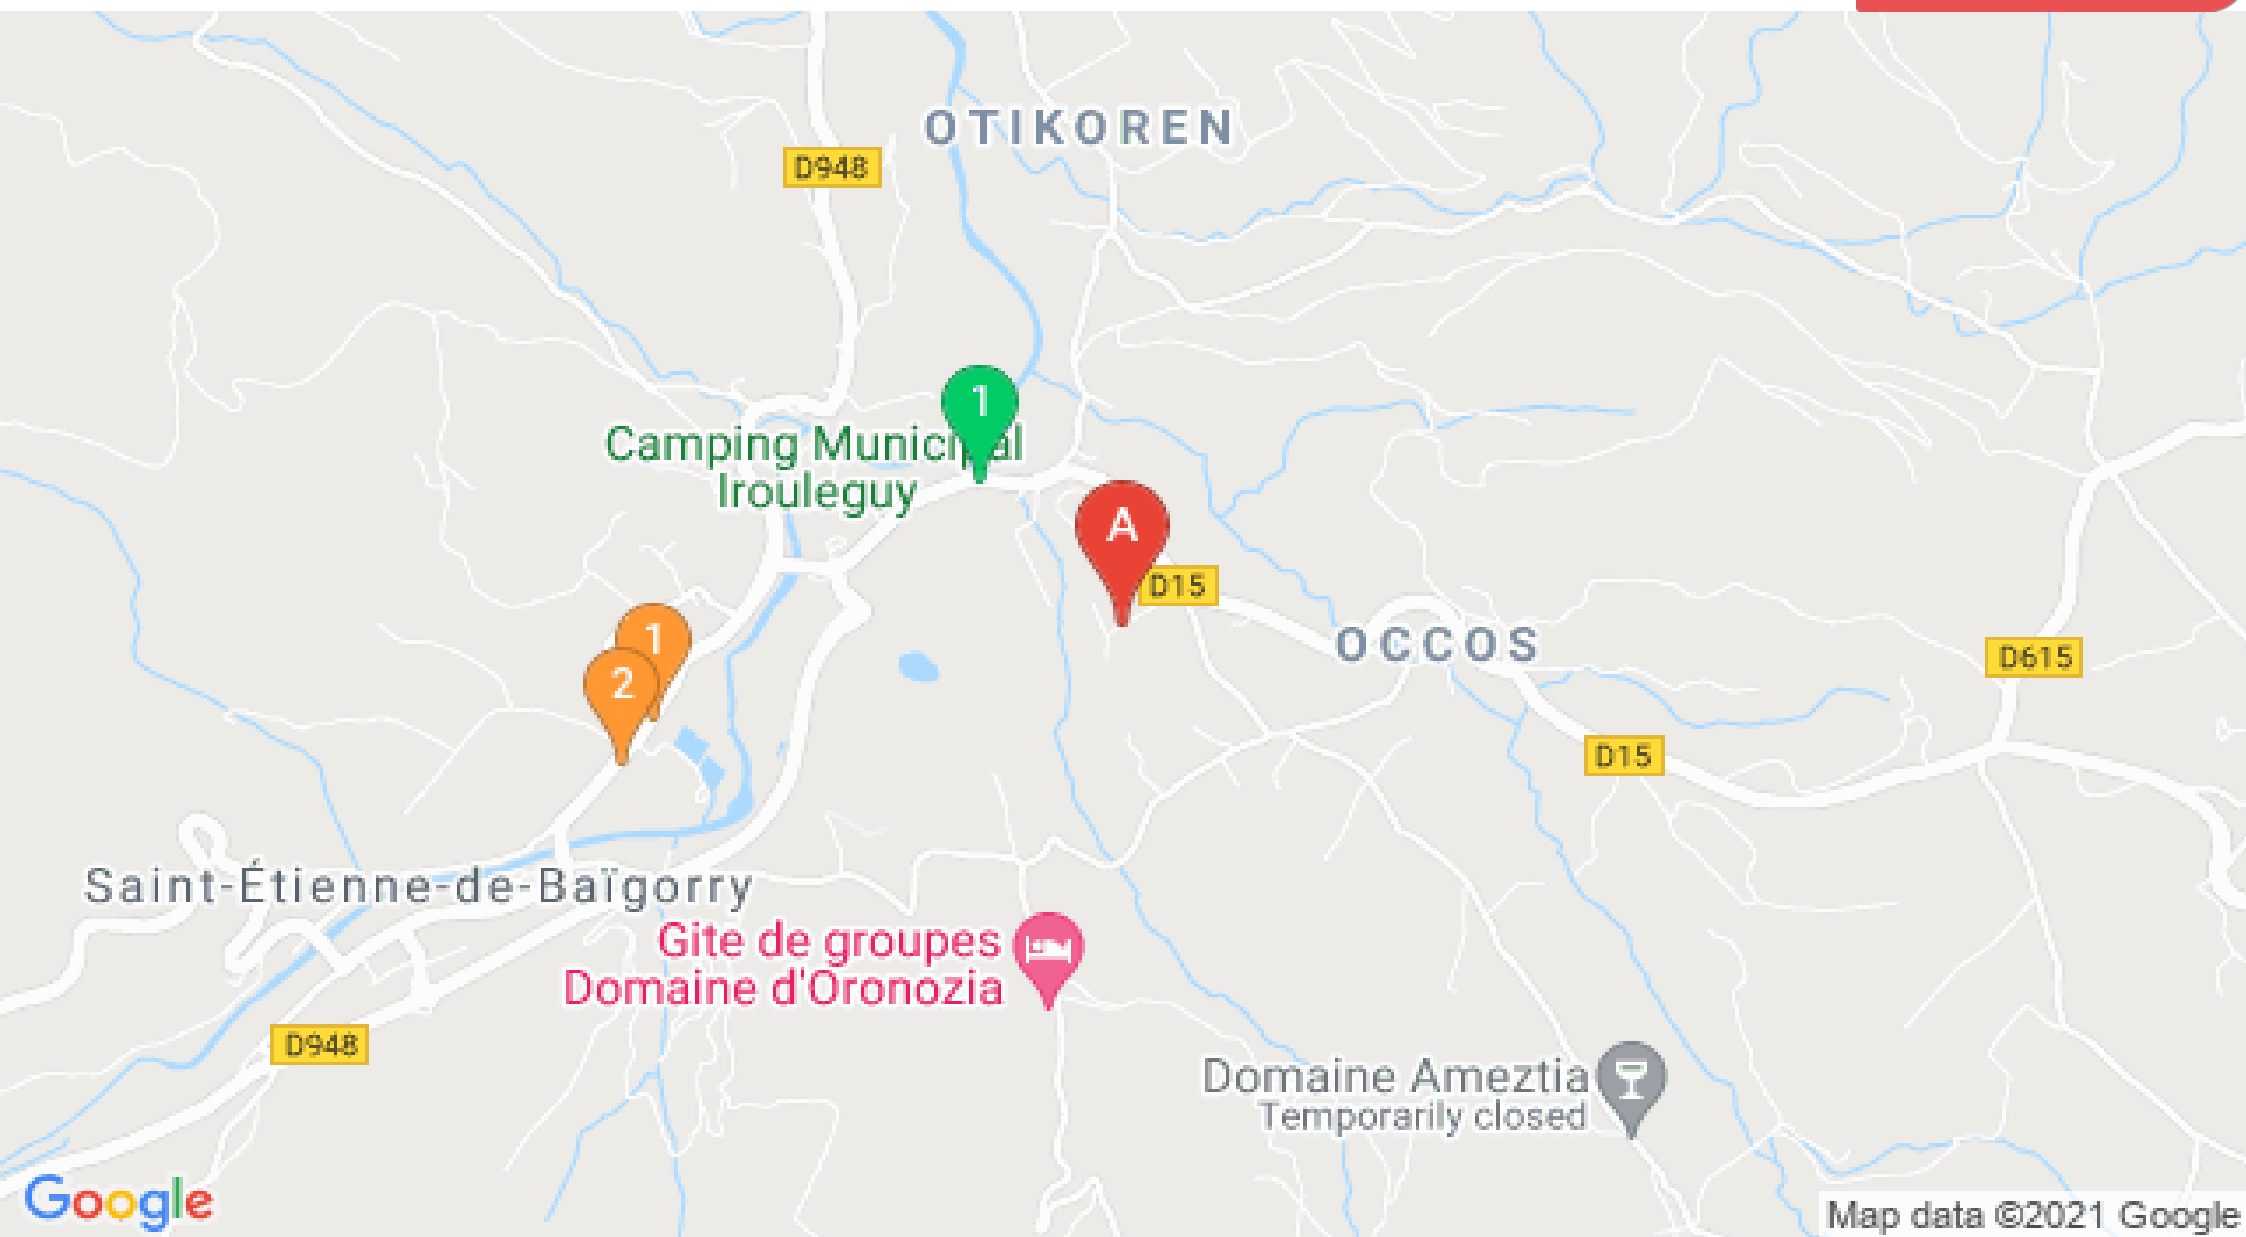 OTIKOREN
D948
1
Camping Municipal
Irouleguy
A
D15
1
OCCOS
D615
2
D15
Saint-Étienne-de-Baïgorry
Gite de groupes
Domaine d'Oronozia
D948
Domaine Ameztia
Temporarily closed
Google
Map data ©2021 Google